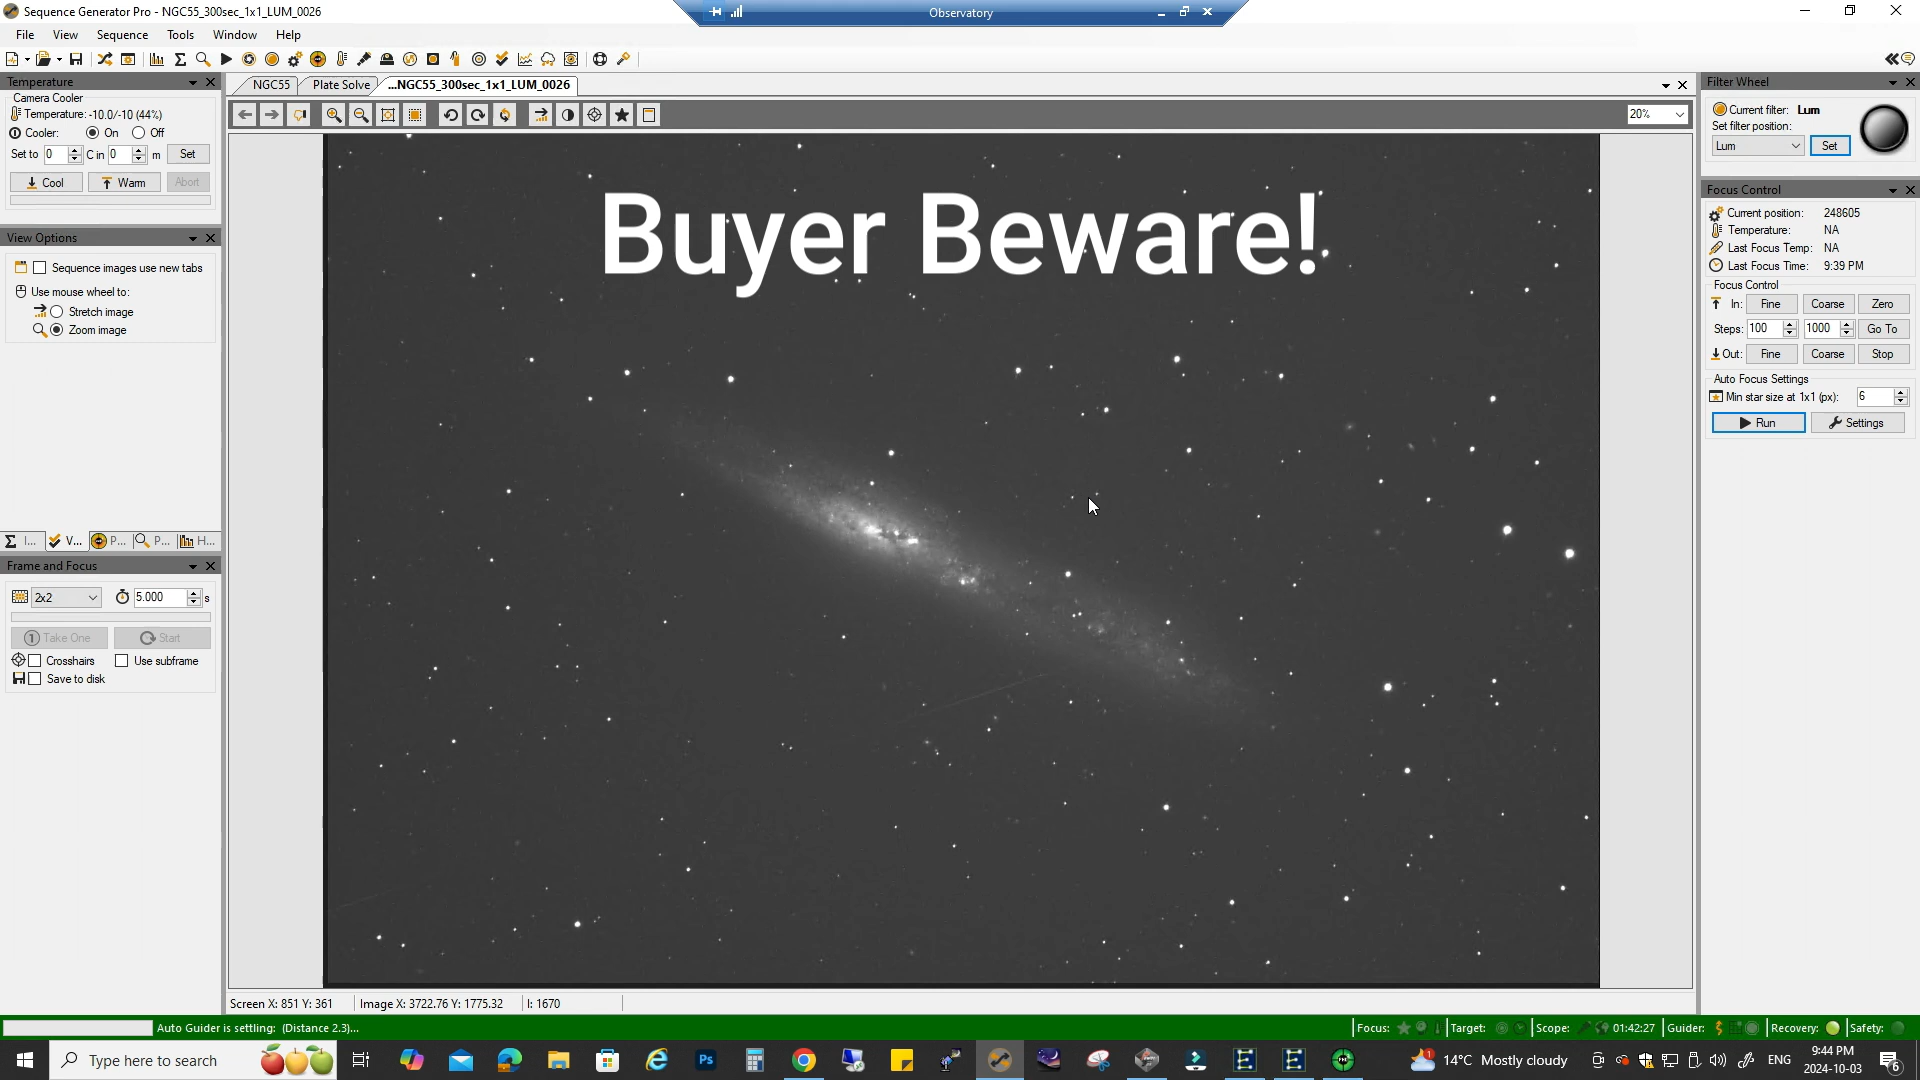 Sequence Generator Pro - NGC55_300sec_1x1_LUM_0026
Observatory
File View Sequence Tools Window Help
Temperature
Camera Cooler
Temperature: -10.0/-10 (44%)
Cooler: On Off
Set to 0 C in 0 m Set
Cool Warm Abort
View Options
Sequence images use new tabs
Use mouse wheel to:
Stretch image
Zoom image
I... V... P... P... H...
Frame and Focus
2x2 5.000 s
Take One Start
Crosshairs Use subframe
Save to disk
NGC55 Plate Solve ...NGC55_300sec_1x1_LUM_0026
20%
Buyer Beware!
Screen X: 851 Y: 361 Image X: 3722.76 Y: 1775.32 I: 1670
Filter Wheel
Current filter: Lum
Set filter position:
Lum Set
Focus Control
Current position: 248605
Temperature: NA
Last Focus Temp: NA
Last Focus Time: 9:39 PM
Focus Control
In: Fine Coarse Zero
Steps: 100 1000 Go To
Out: Fine Coarse Stop
Auto Focus Settings
Min star size at 1x1 (px): 6
Run Settings
Auto Guider is settling: (Distance 2.3)...
Focus: Target: Scope: 01:42:27 Guider: Recovery: Safety:
Type here to search
Ps
14°C Mostly cloudy
ENG
9:44 PM
2024-10-03
6